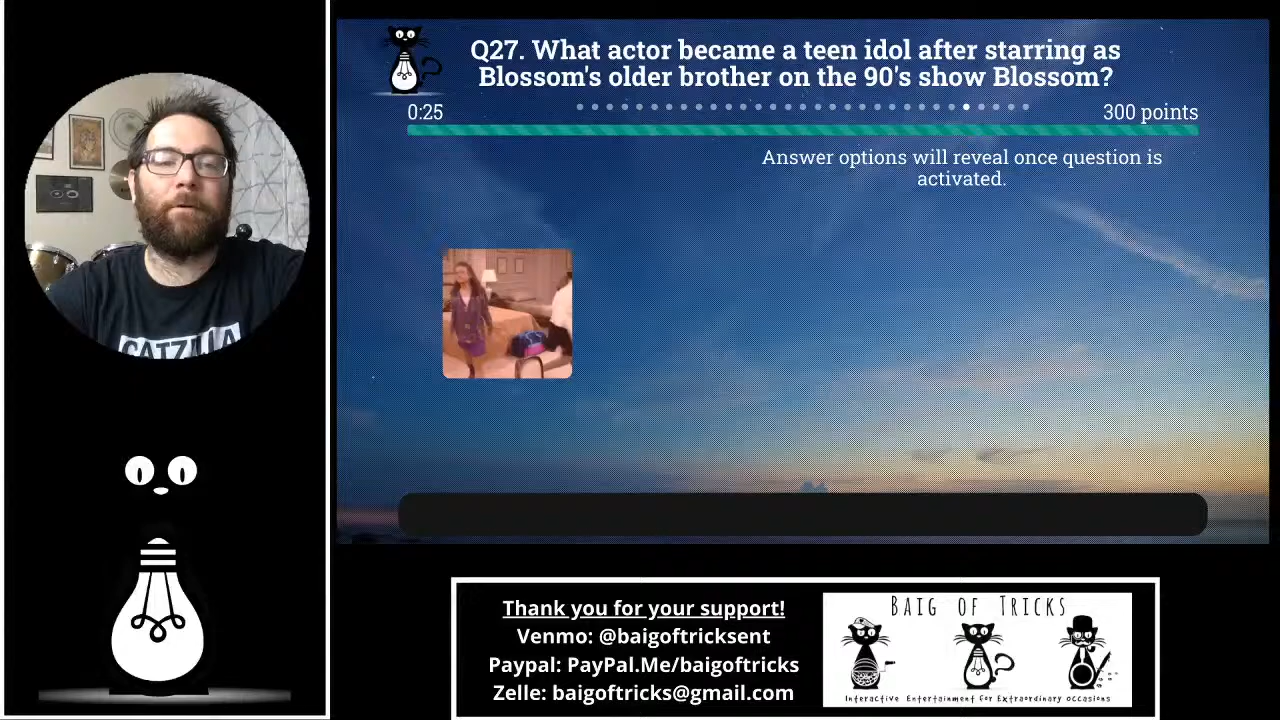 Q27. What actor became a teen idol after starring as
Blossom's older brother on the 90's show Blossom?
0:25
300 points
Answer options will reveal once question is
activated.
CATZILLA
Thank you for your support!
Venmo: @baigoftricksent
Paypal: PayPal.Me/baigoftricks
Zelle: baigoftricks@gmail.com
BAIG OF TRICKS
Interactive Entertainment for Extraordinary occasions